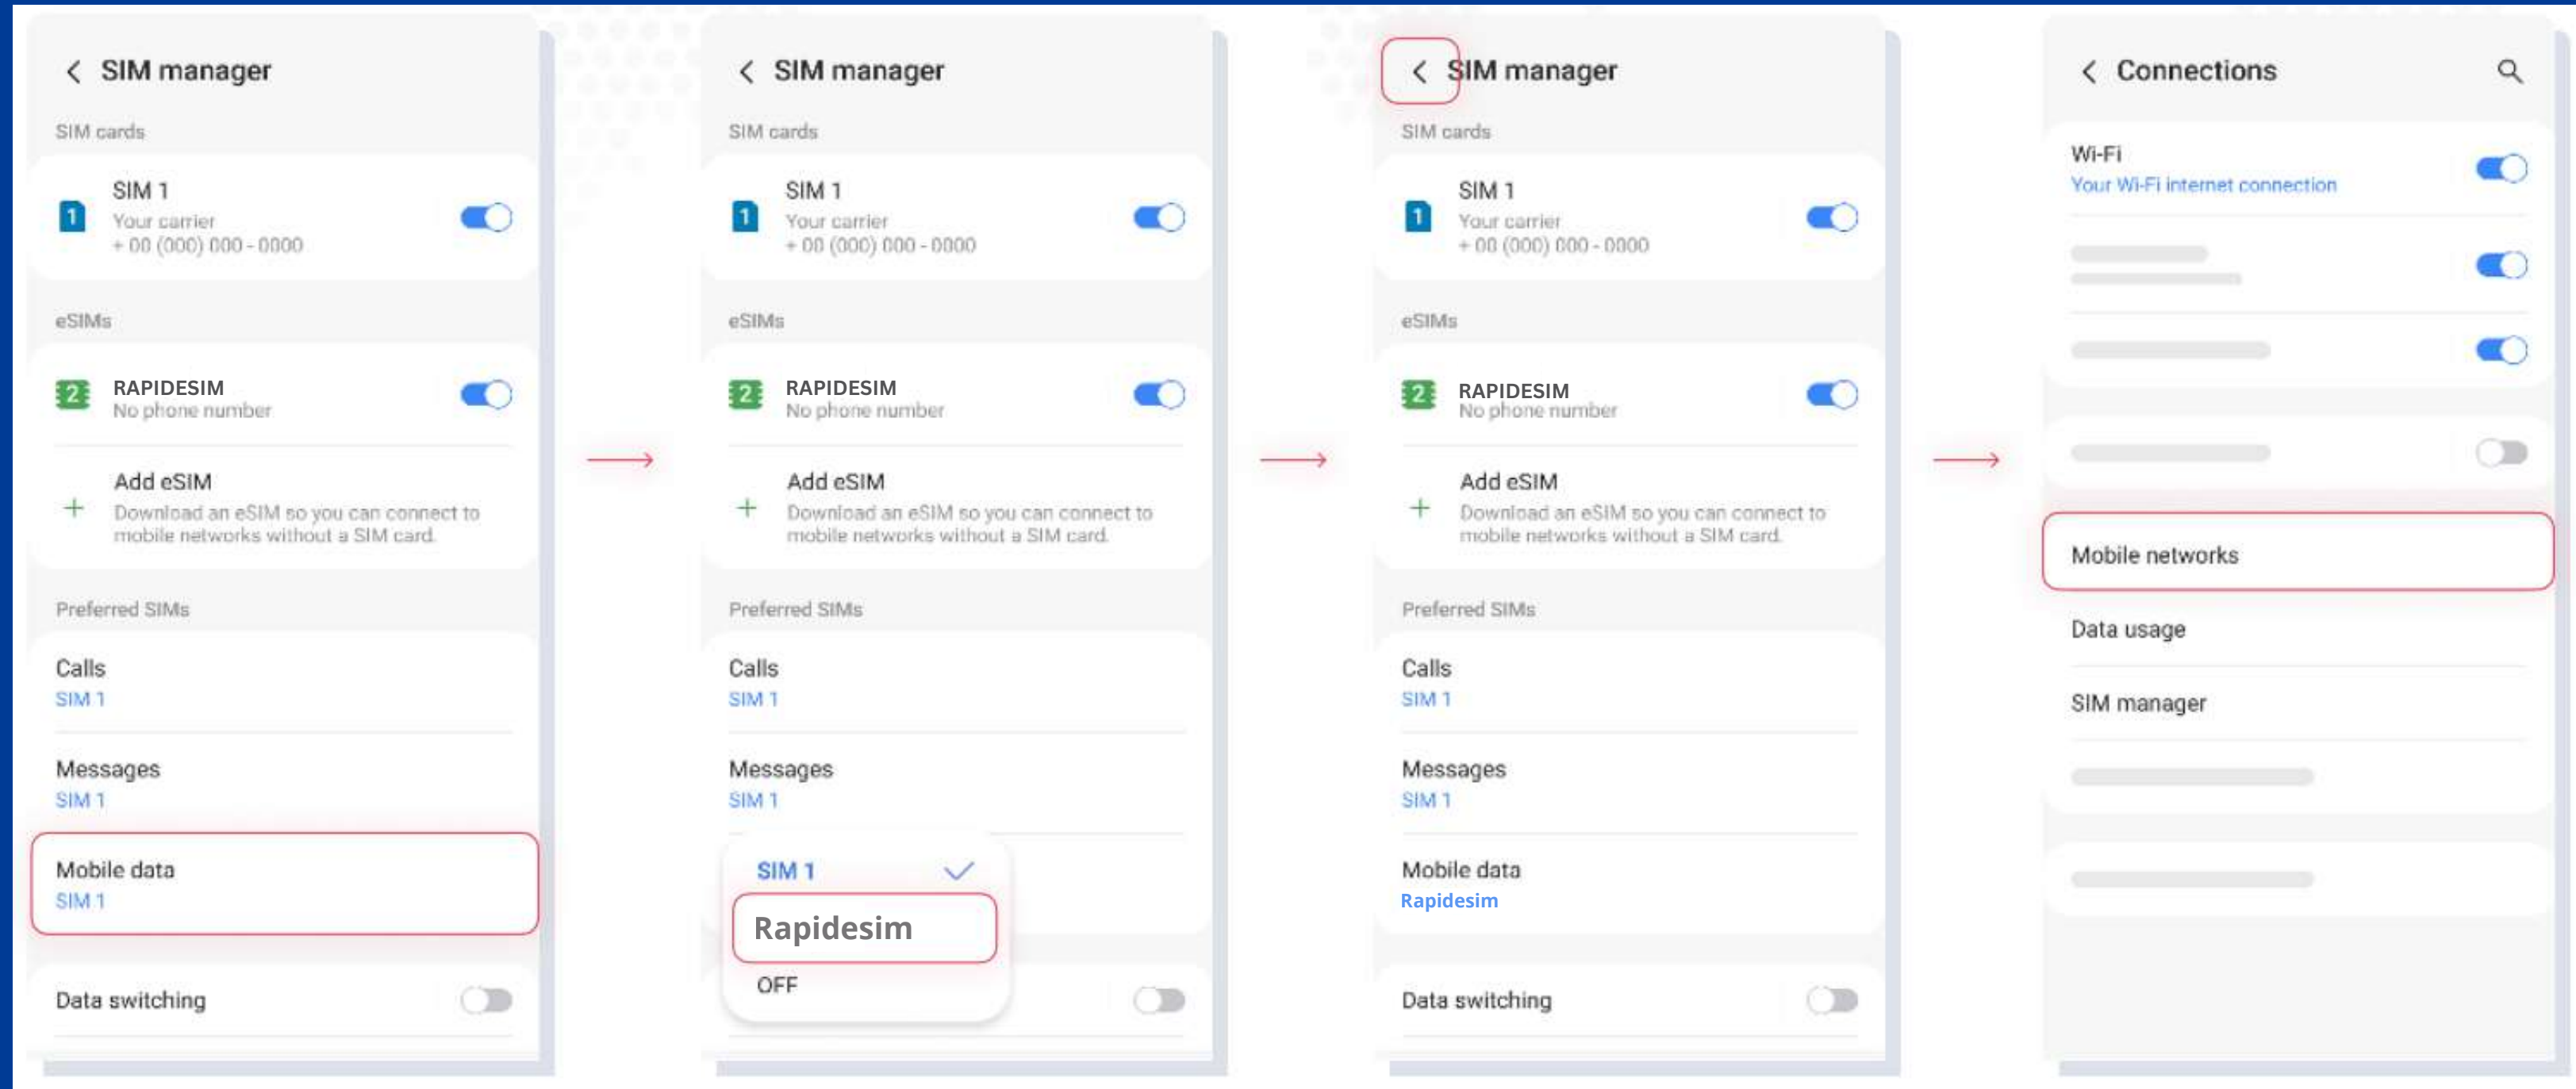 SIM manager
SIM cards
1
SIM 1
Your carrier
+ 00 (000) 000 - 0000
eSIMs
2
RAPIDESIM
No phone number
+
Add eSIM
Download an eSIM so you can connect to
mobile networks without a SIM card.
Preferred SIMs
Calls
SIM 1
Messages
SIM 1
Mobile data
SIM 1
Data switching
SIM manager
SIM cards
1
SIM 1
Your carrier
+ 00 (000) 000 - 0000
eSIMs
2
RAPIDESIM
No phone number
+
Add eSIM
Download an eSIM so you can connect to
mobile networks without a SIM card.
Preferred SIMs
Calls
SIM 1
Messages
SIM 1
SIM 1
Rapidesim
OFF
SIM manager
SIM cards
1
SIM 1
Your carrier
+ 00 (000) 000 - 0000
eSIMs
2
RAPIDESIM
No phone number
+
Add eSIM
Download an eSIM so you can connect to
mobile networks without a SIM card.
Preferred SIMs
Calls
SIM 1
Messages
SIM 1
Mobile data
Rapidesim
Data switching
Connections
Wi-Fi
Your Wi-Fi internet connection
Mobile networks
Data usage
SIM manager